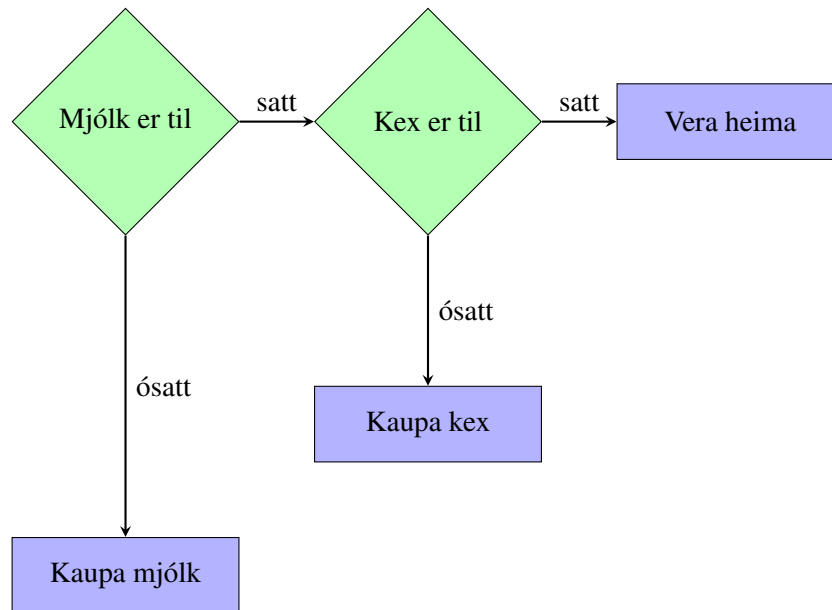 Mjólk er til
satt
Kex er til
satt
Vera heima
ósatt
ósatt
Kaupa kex
Kaupa mjólk